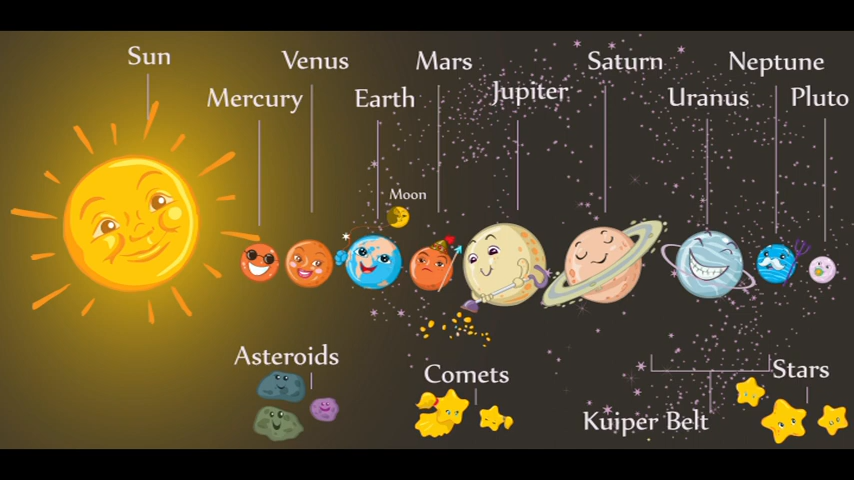 Sun
Mercury
Venus
Earth
Moon
Mars
Jupiter
Saturn
Uranus
Neptune
Pluto
Asteroids
Comets
Kuiper Belt
Stars